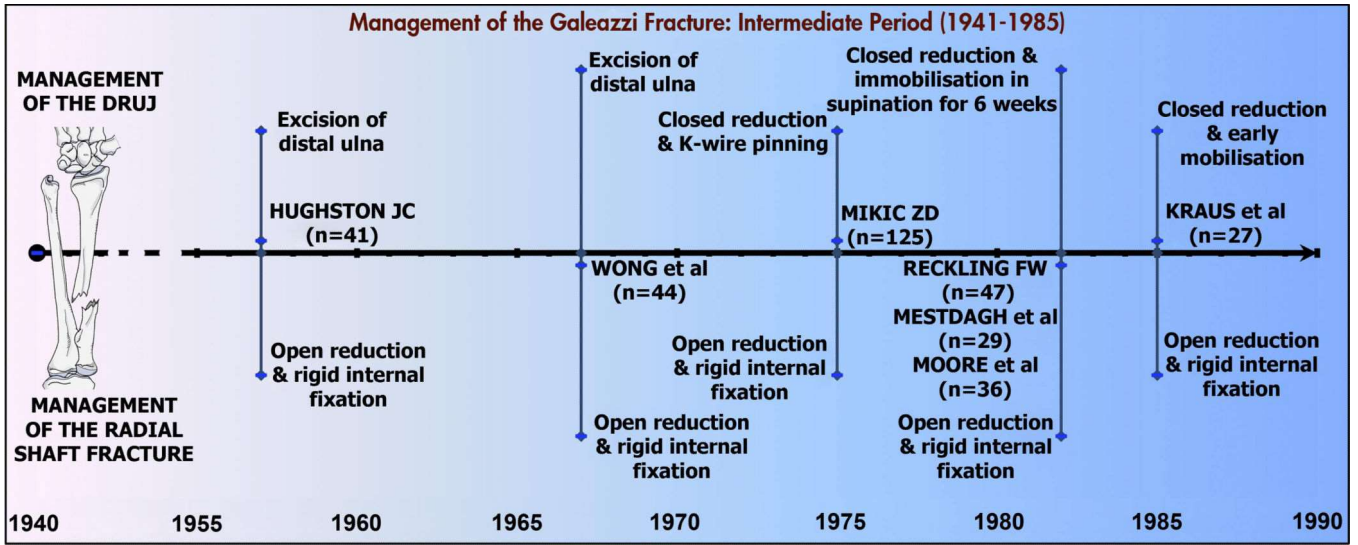 Management of the Galeazzi Fracture: Intermediate Period (1941-1985)
MANAGEMENT
OF THE DRUJ
Excision of
distal ulna
HUGHSTON JC
(n=41)
Open reduction
& rigid internal
fixation
Excision of
distal ulna
WONG et al
(n=44)
Open reduction
& rigid internal
fixation
Closed reduction
& K-wire pinning
MIKIC ZD
(n=125)
Open reduction
& rigid internal
fixation
Closed reduction &
immobilisation in
supination for 6 weeks
RECKLING FW
(n=47)
MESTDAGH et al
(n=29)
MOORE et al
(n=36)
Open reduction
& rigid internal
fixation
Closed reduction
& early
mobilisation
KRAUS et al
(n=27)
Open reduction
& rigid internal
fixation
MANAGEMENT
OF THE RADIAL
SHAFT FRACTURE
1940 1955 1960 1965 1970 1975 1980 1985 1990